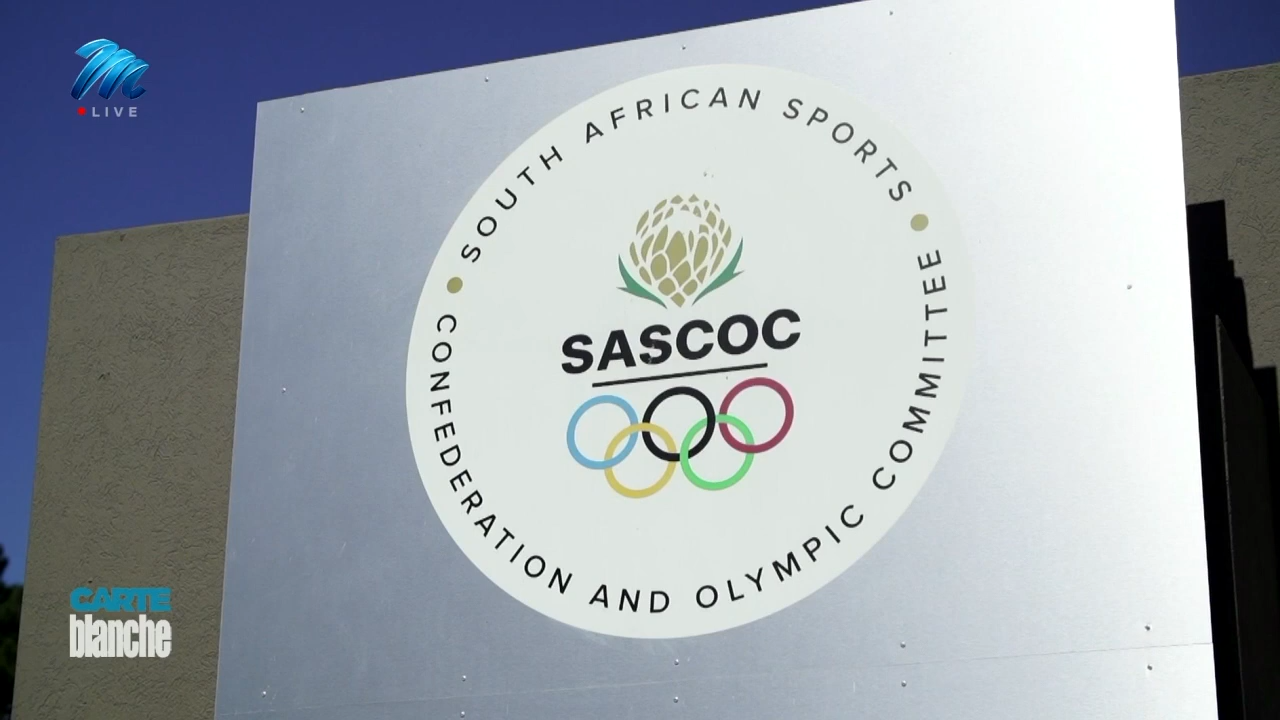 LIVE
SOUTH AFRICAN SPORTS
CONFEDERATION AND OLYMPIC COMMITTEE
SASCOC
CARTE
blanche